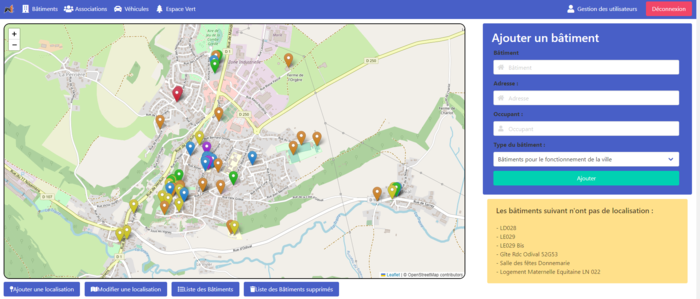 Bâtiments
Associations
Véhicules
Espace Vert
Gestion des utilisateurs
Déconnexion
+
−
Ajouter un bâtiment
Bâtiment
Bâtiment
Adresse :
Adresse
Occupant :
Occupant
Type du bâtiment :
Bâtiments pour le fonctionnement de la ville
Ajouter
Les bâtiments suivant n'ont pas de localisation :
- LD028
- LE029
- LE029 Bis
- Gîte Rdc Odival 52G53
- Salle des fêtes Donnemarie
- Logement Maternelle Equitaine LN 022
Leaflet | © OpenStreetMap contributors
Ajouter une localisation
Modifier une localisation
Liste des Bâtiments
Liste des Bâtiments supprimés